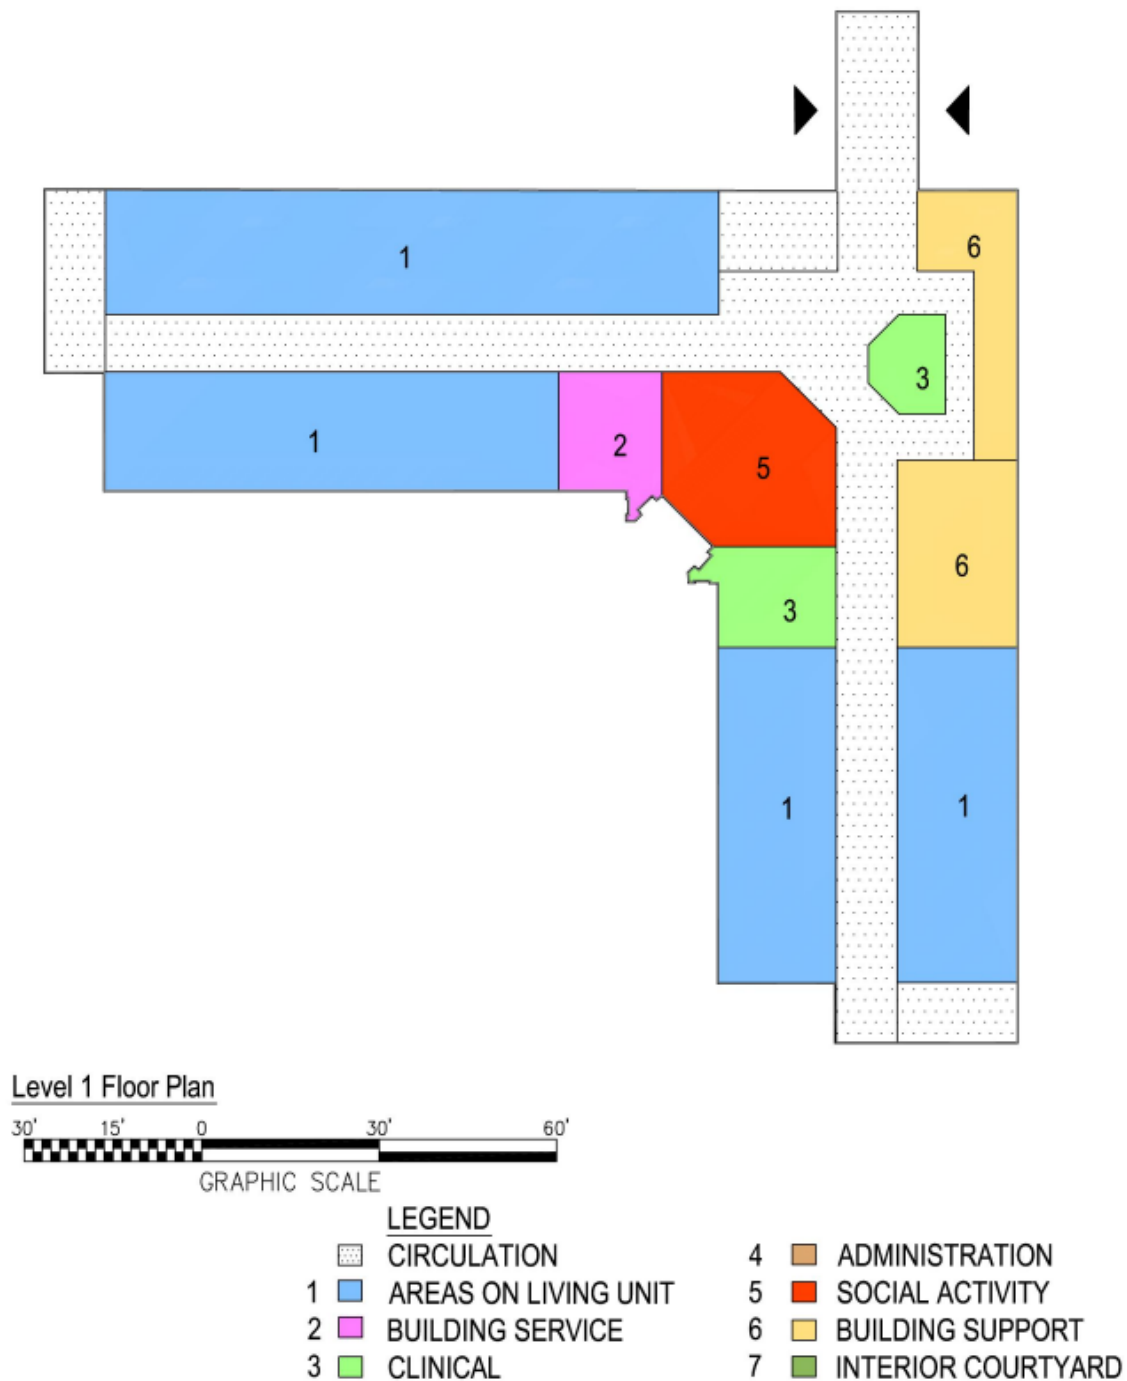 6
1
3
1
2
5
6
3
1
1
Level 1 Floor Plan
30' 15' 0 30' 60'
GRAPHIC SCALE
LEGEND
CIRCULATION
1 AREAS ON LIVING UNIT
2 BUILDING SERVICE
3 CLINICAL
4 ADMINISTRATION
5 SOCIAL ACTIVITY
6 BUILDING SUPPORT
7 INTERIOR COURTYARD